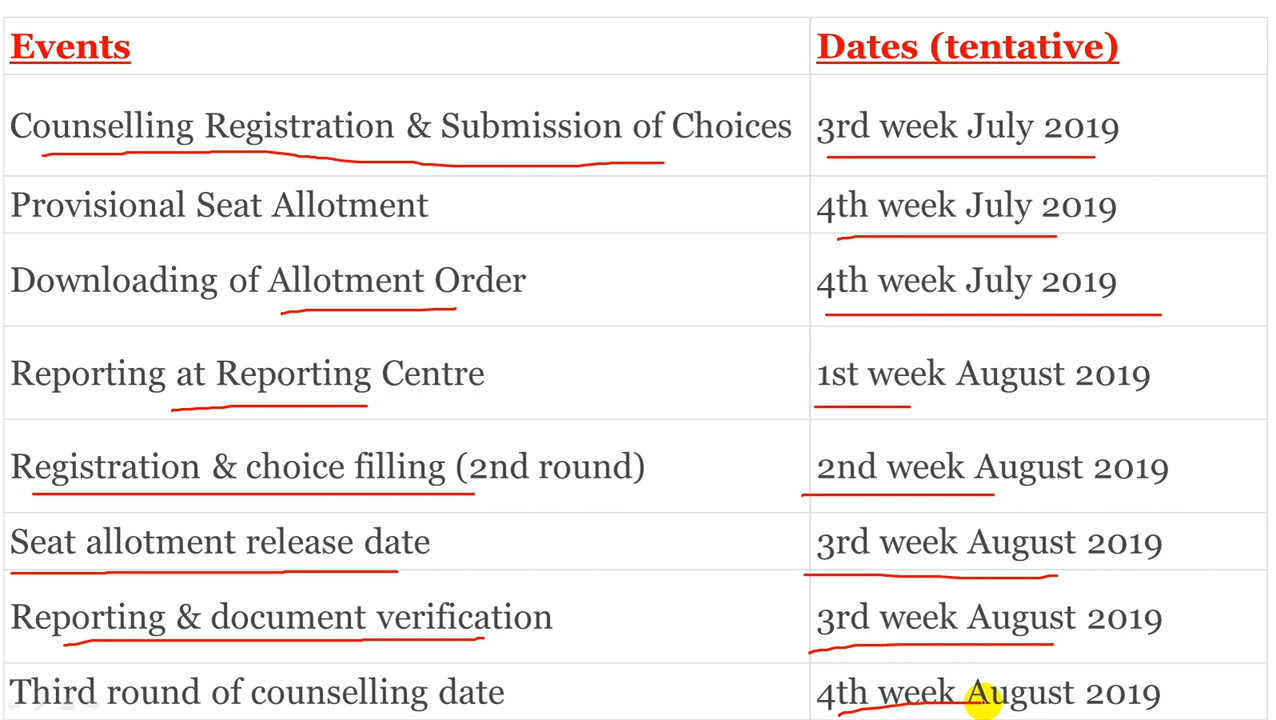 Events Dates (tentative)
Counselling Registration & Submission of Choices 3rd week July 2019
Provisional Seat Allotment 4th week July 2019
Downloading of Allotment Order 4th week July 2019
Reporting at Reporting Centre 1st week August 2019
Registration & choice filling (2nd round) 2nd week August 2019
Seat allotment release date 3rd week August 2019
Reporting & document verification 3rd week August 2019
Third round of counselling date 4th week August 2019